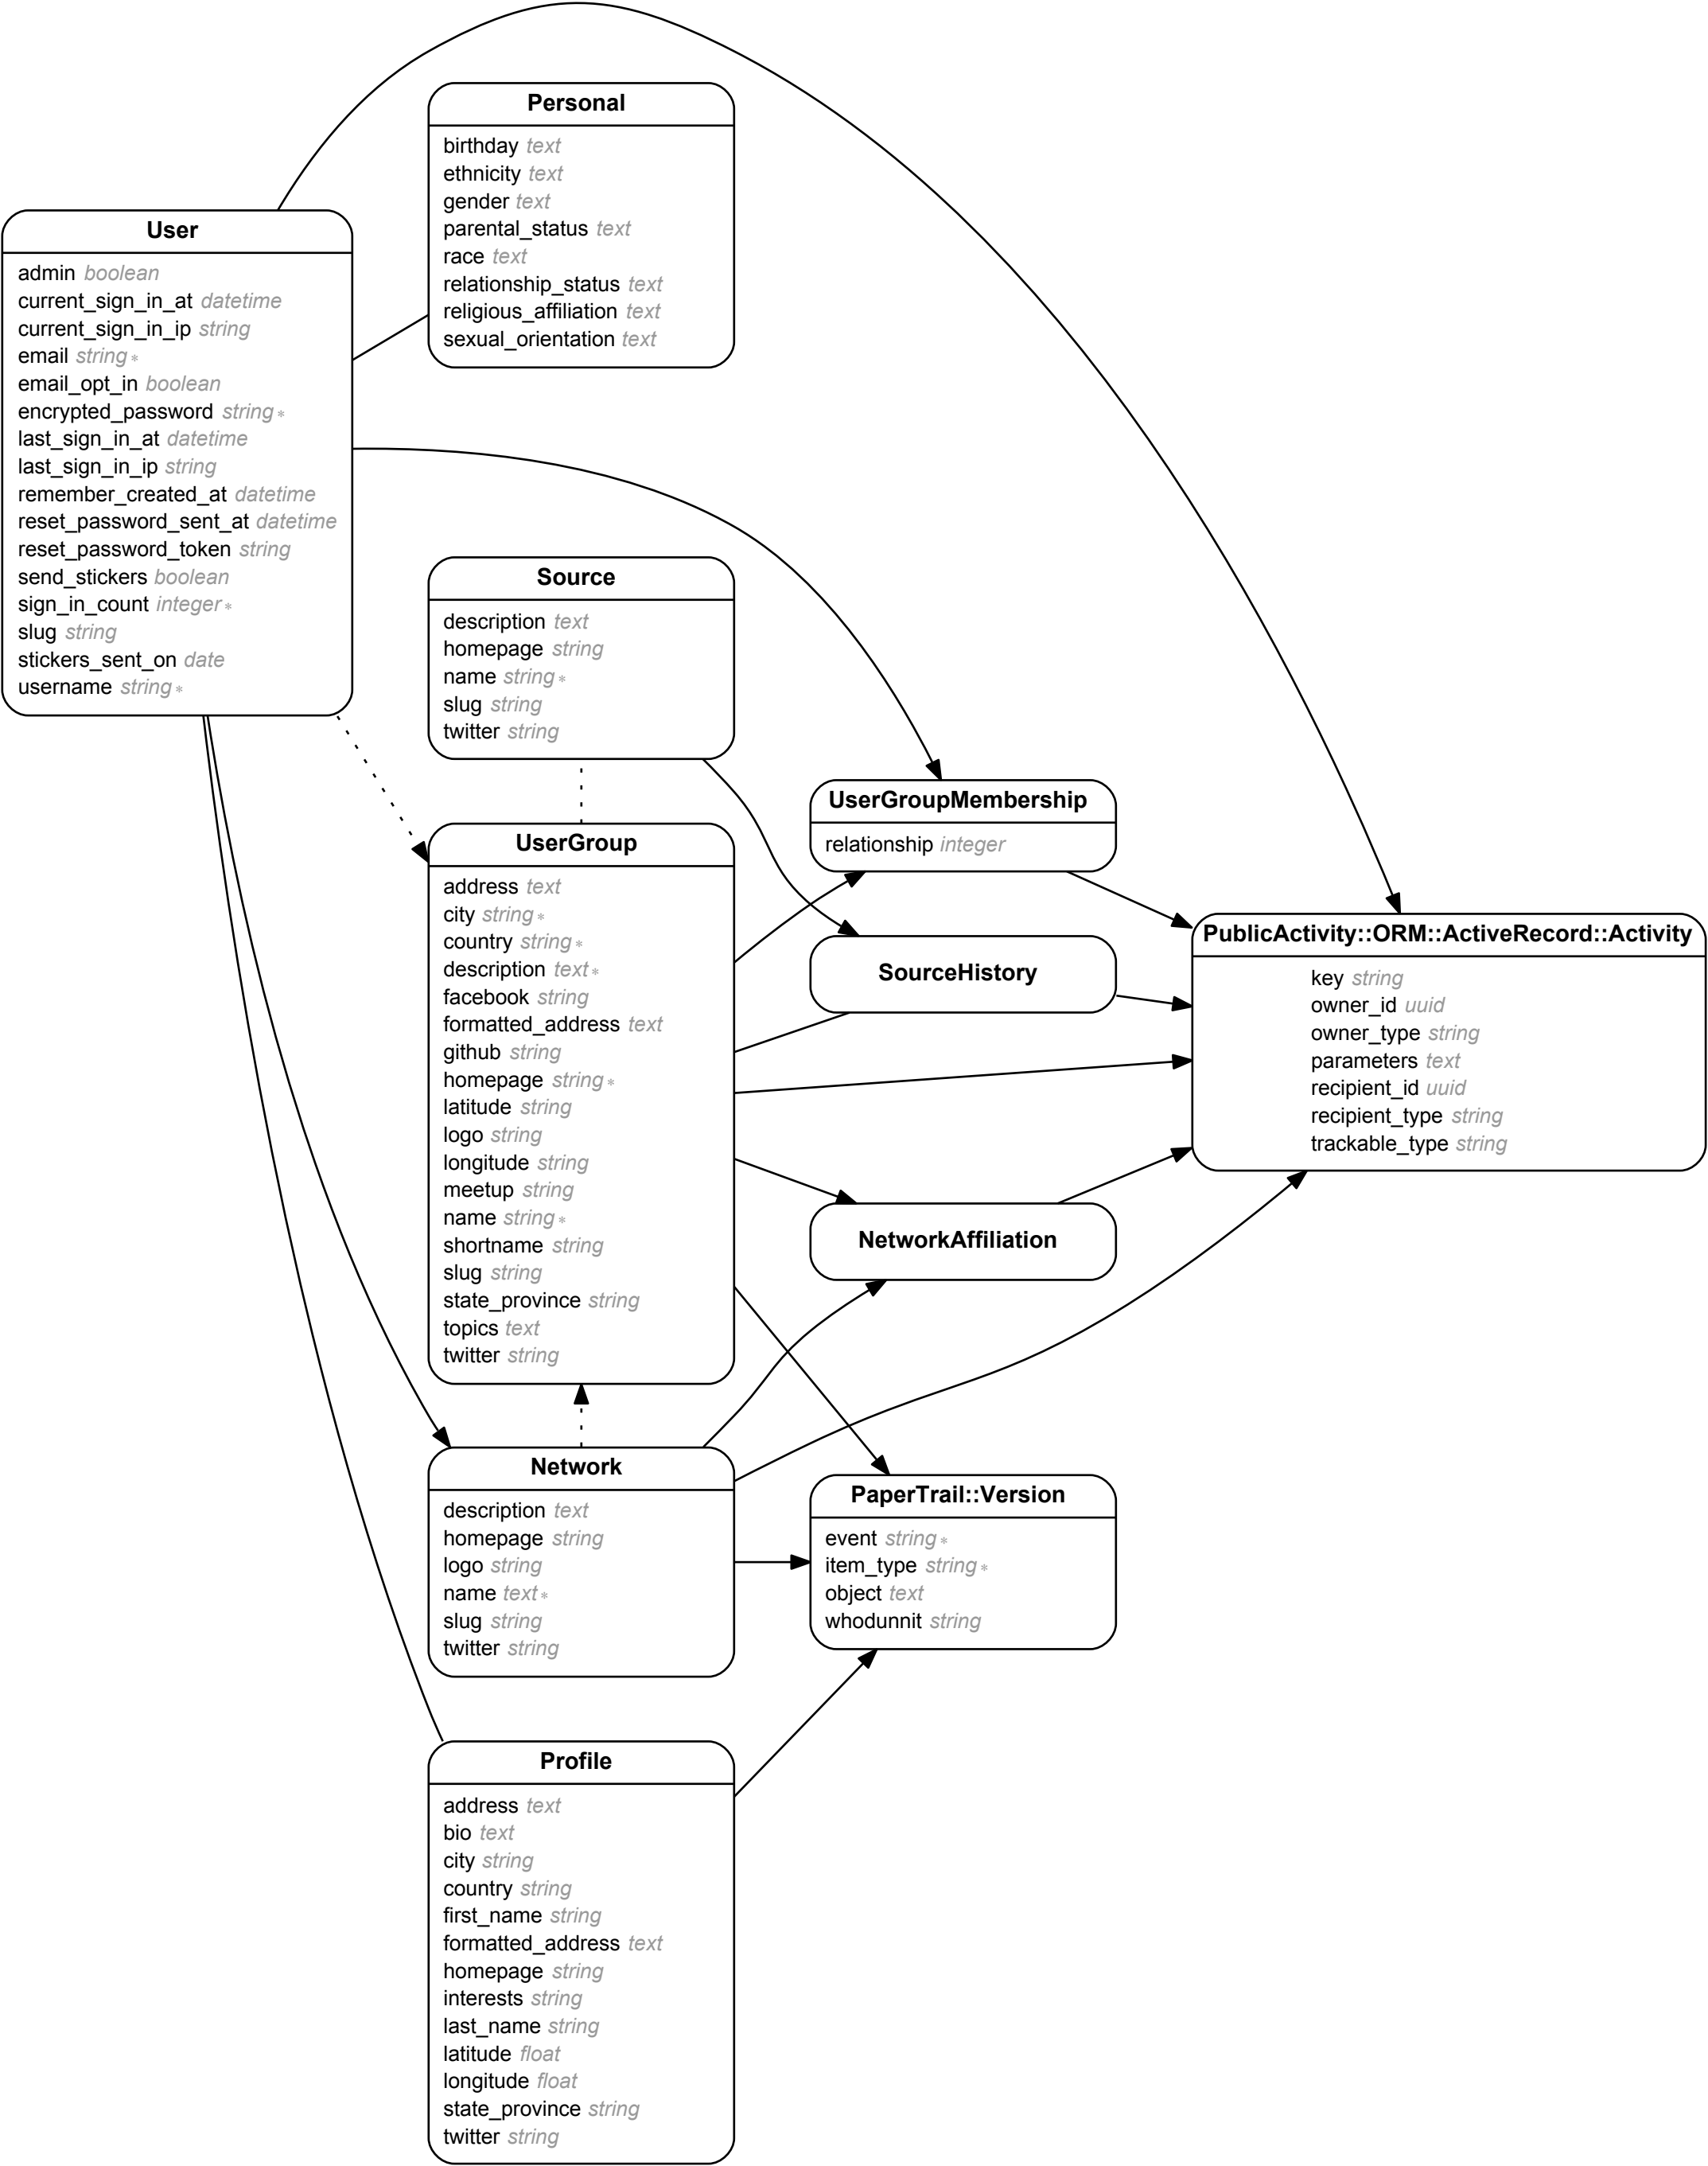 Personal
birthday text
ethnicity text
gender text
parental_status text
race text
relationship_status text
religious_affiliation text
sexual_orientation text
User
admin boolean
current_sign_in_at datetime
current_sign_in_ip string
email string *
email_opt_in boolean
encrypted_password string *
last_sign_in_at datetime
last_sign_in_ip string
remember_created_at datetime
reset_password_sent_at datetime
reset_password_token string
send_stickers boolean
sign_in_count integer *
slug string
stickers_sent_on date
username string *
Source
description text
homepage string
name string *
slug string
twitter string
UserGroup
address text
city string *
country string *
description text *
facebook string
formatted_address text
github string
homepage string *
latitude string
logo string
longitude string
meetup string
name string *
shortname string
slug string
state_province string
topics text
twitter string
UserGroupMembership
relationship integer
SourceHistory
PublicActivity::ORM::ActiveRecord::Activity
key string
owner_id uuid
owner_type string
parameters text
recipient_id uuid
recipient_type string
trackable_type string
NetworkAffiliation
Network
description text
homepage string
logo string
name text *
slug string
twitter string
PaperTrail::Version
event string *
item_type string *
object text
whodunnit string
Profile
address text
bio text
city string
country string
first_name string
formatted_address text
homepage string
interests string
last_name string
latitude float
longitude float
state_province string
twitter string